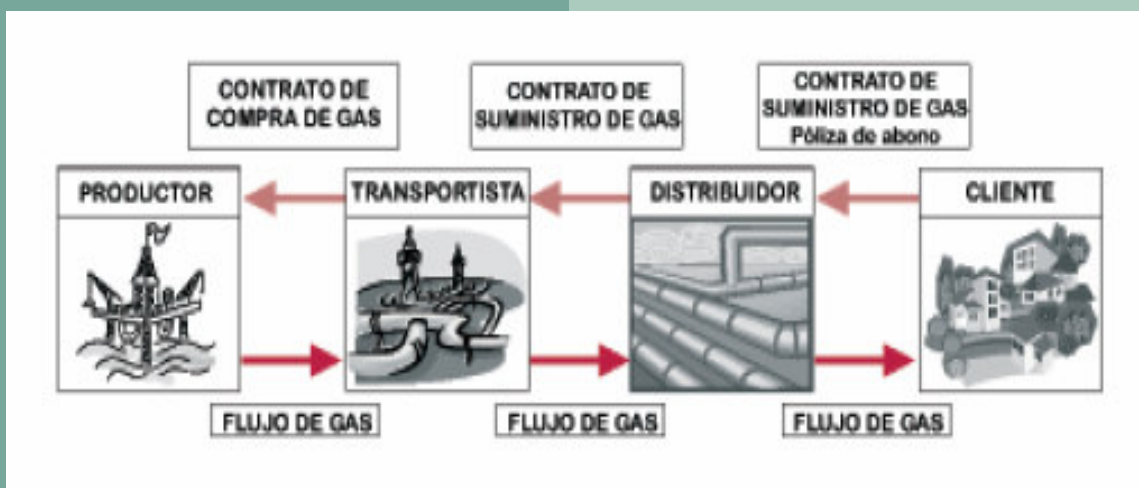 CONTRATO DE
COMPRA DE GAS
CONTRATO DE
SUMINISTRO DE GAS
CONTRATO DE
SUMINISTRO DE GAS
Póliza de abono
PRODUCTOR
TRANSPORTISTA
DISTRIBUIDOR
CLIENTE
FLUJO DE GAS
FLUJO DE GAS
FLUJO DE GAS